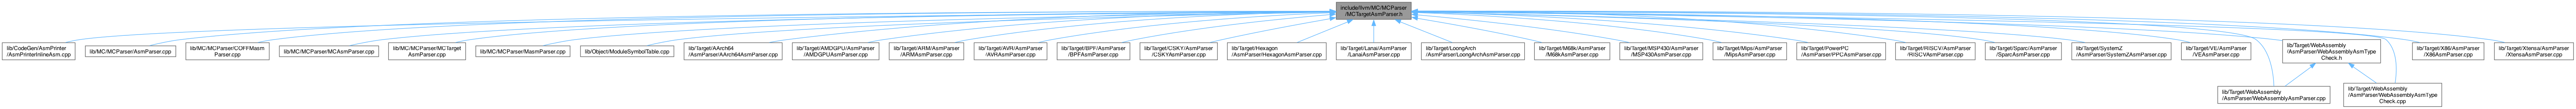 include/llvm/MC/MCParser
/MCTargetAsmParser.h
lib/CodeGen/AsmPrinter
/AsmPrinterInlineAsm.cpp
lib/MC/MCParser/AsmParser.cpp
lib/MC/MCParser/COFFMasm
Parser.cpp
lib/MC/MCParser/MCAsmParser.cpp
lib/MC/MCParser/MCTarget
AsmParser.cpp
lib/MC/MCParser/MasmParser.cpp
lib/Object/ModuleSymbolTable.cpp
lib/Target/AArch64
/AsmParser/AArch64AsmParser.cpp
lib/Target/AMDGPU/AsmParser
/AMDGPUAsmParser.cpp
lib/Target/ARM/AsmParser
/ARMAsmParser.cpp
lib/Target/AVR/AsmParser
/AVRAsmParser.cpp
lib/Target/BPF/AsmParser
/BPFAsmParser.cpp
lib/Target/CSKY/AsmParser
/CSKYAsmParser.cpp
lib/Target/Hexagon
/AsmParser/HexagonAsmParser.cpp
lib/Target/Lanai/AsmParser
/LanaiAsmParser.cpp
lib/Target/LoongArch
/AsmParser/LoongArchAsmParser.cpp
lib/Target/M68k/AsmParser
/M68kAsmParser.cpp
lib/Target/MSP430/AsmParser
/MSP430AsmParser.cpp
lib/Target/Mips/AsmParser
/MipsAsmParser.cpp
lib/Target/PowerPC
/AsmParser/PPCAsmParser.cpp
lib/Target/RISCV/AsmParser
/RISCVAsmParser.cpp
lib/Target/Sparc/AsmParser
/SparcAsmParser.cpp
lib/Target/SystemZ
/AsmParser/SystemZAsmParser.cpp
lib/Target/VE/AsmParser
/VEAsmParser.cpp
lib/Target/WebAssembly
/AsmParser/WebAssemblyAsmType
Check.h
lib/Target/X86/AsmParser
/X86AsmParser.cpp
lib/Target/Xtensa/AsmParser
/XtensaAsmParser.cpp
lib/Target/WebAssembly
/AsmParser/WebAssemblyAsmParser.cpp
lib/Target/WebAssembly
/AsmParser/WebAssemblyAsmType
Check.cpp